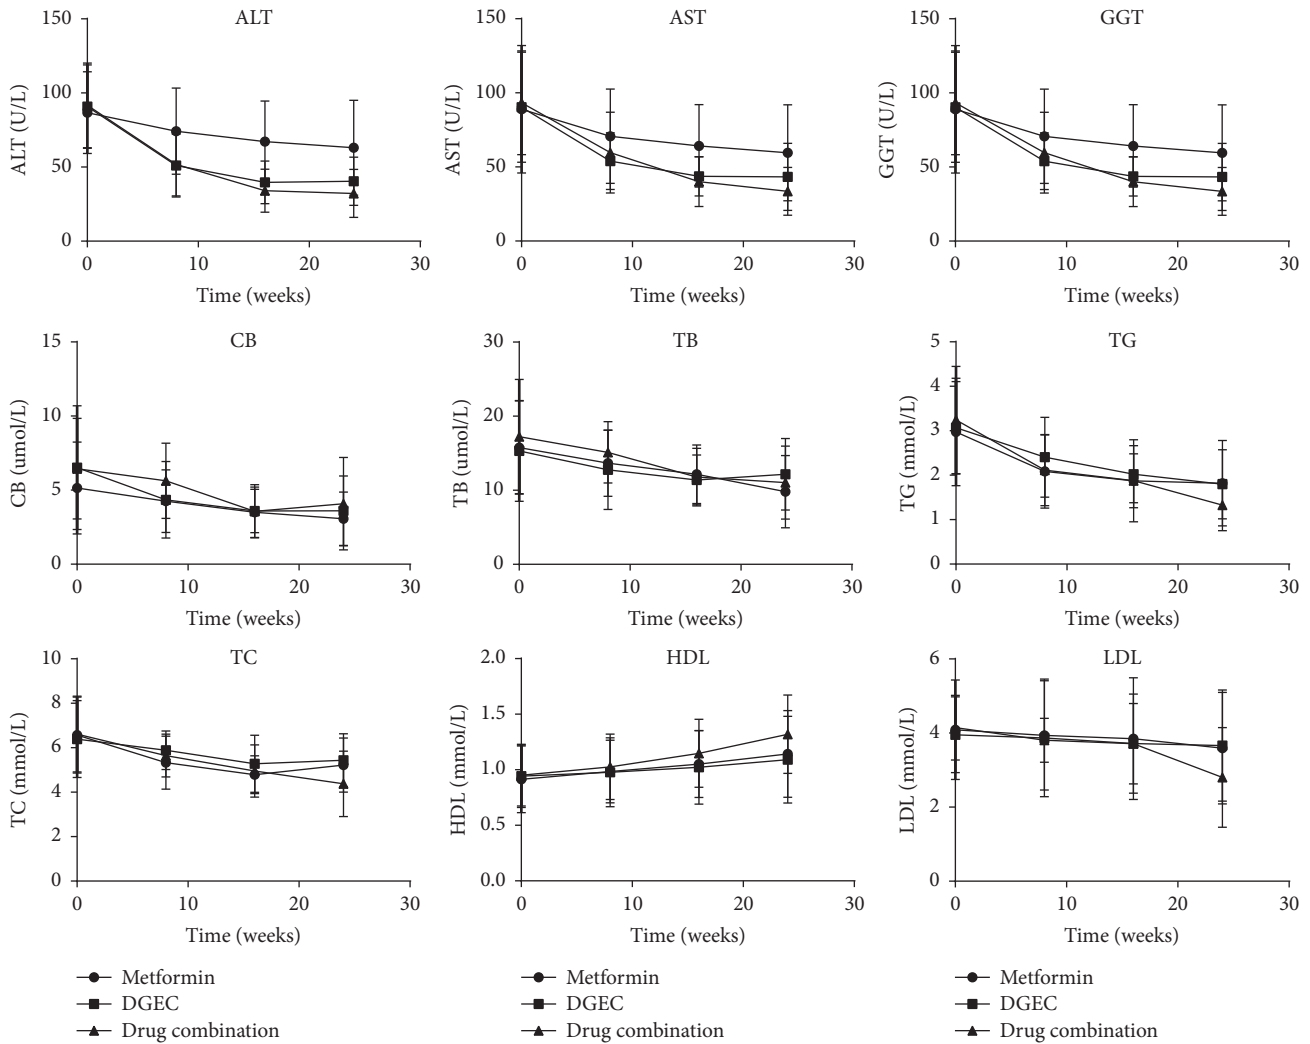 ALT
ALT (U/L)
150
100
50
0
0 10 20 30
Time (weeks)
AST
AST (U/L)
150
100
50
0
0 10 20 30
Time (weeks)
GGT
GGT (U/L)
150
100
50
0
0 10 20 30
Time (weeks)
CB
CB (umol/L)
15
10
5
0
0 10 20 30
Time (weeks)
TB
TB (umol/L)
30
20
10
0
0 10 20 30
Time (weeks)
TG
TG (mmol/L)
5
4
3
2
1
0
0 10 20 30
Time (weeks)
TC
TC (mmol/L)
10
8
6
4
2
0
0 10 20 30
Time (weeks)
HDL
HDL (mmol/L)
2.0
1.5
1.0
0.5
0.0
0 10 20 30
Time (weeks)
LDL
LDL (mmol/L)
6
4
2
0
0 10 20 30
Time (weeks)
Metformin
DGEC
Drug combination
Metformin
DGEC
Drug combination
Metformin
DGEC
Drug combination